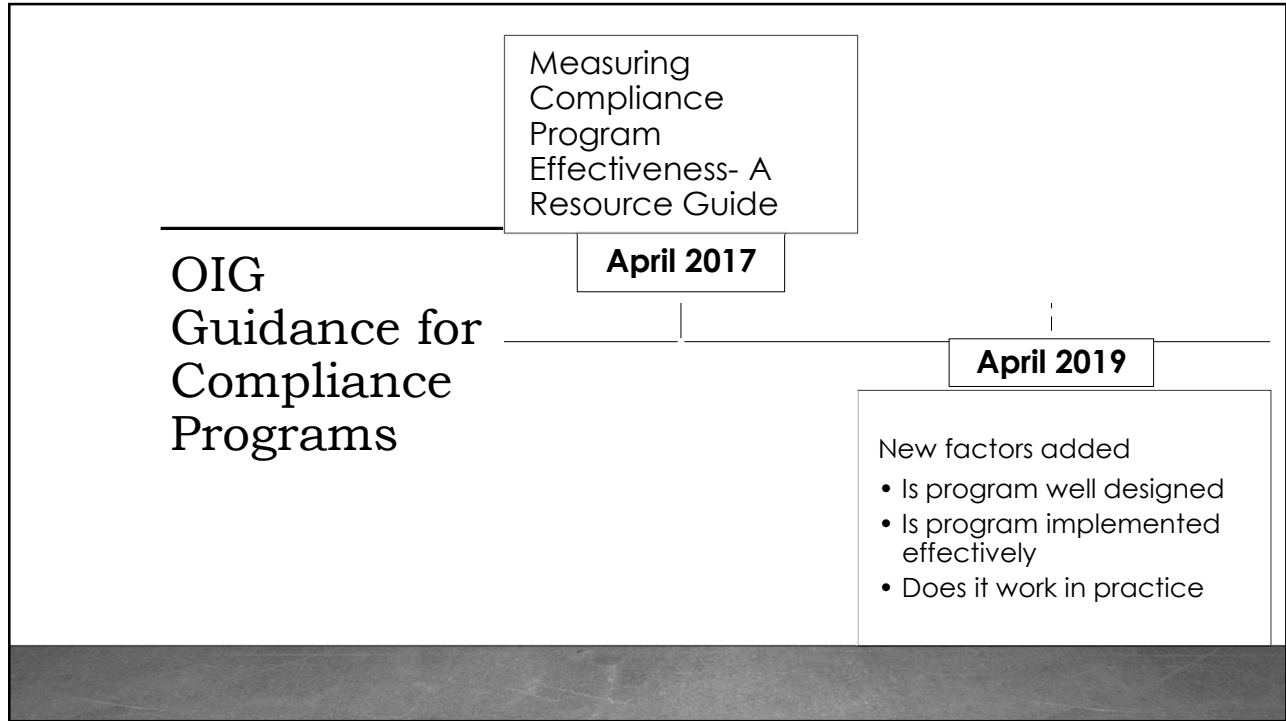 OIG
Guidance for
Compliance
Programs
Measuring
Compliance
Program
Effectiveness- A
Resource Guide
April 2017
April 2019
New factors added
• Is program well designed
• Is program implemented
effectively
• Does it work in practice